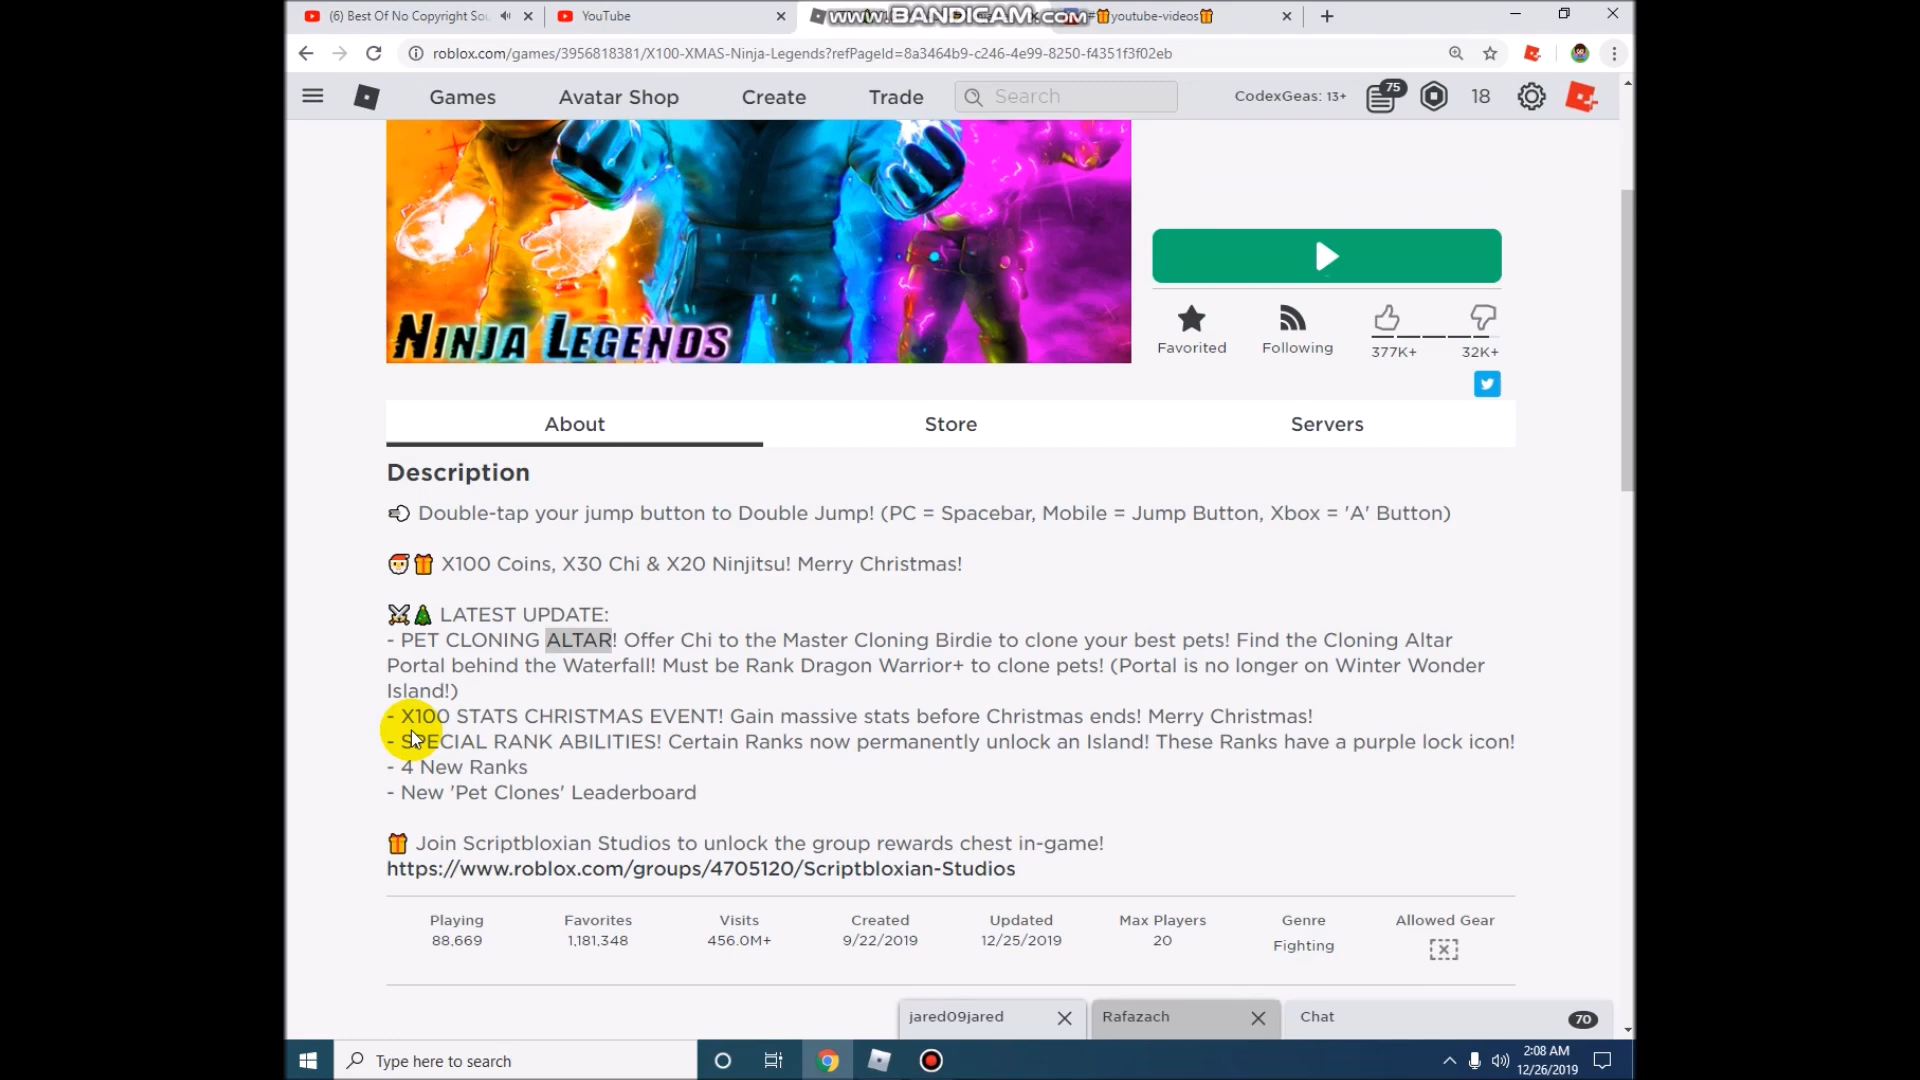 (6) Best Of No Copyright Sou
YouTube
www.BANDICAM.com
#🎁youtube-videos🎁
roblox.com/games/3956818381/X100-XMAS-Ninja-Legends?refPageId=8a3464b9-c246-4e99-8250-f4351f3f02eb
Games Avatar Shop Create Trade Search CodexGeas: 13+ 75 18
NINJA LEGENDS
Favorited Following 377K+ 32K+
About Store Servers
Description
Double-tap your jump button to Double Jump! (PC = Spacebar, Mobile = Jump Button, Xbox = 'A' Button)
🎅🎁 X100 Coins, X30 Chi & X20 Ninjitsu! Merry Christmas!
⚔🎄 LATEST UPDATE:
- PET CLONING ALTAR! Offer Chi to the Master Cloning Birdie to clone your best pets! Find the Cloning Altar
Portal behind the Waterfall! Must be Rank Dragon Warrior+ to clone pets! (Portal is no longer on Winter Wonder
Island!)
- X100 STATS CHRISTMAS EVENT! Gain massive stats before Christmas ends! Merry Christmas!
- SPECIAL RANK ABILITIES! Certain Ranks now permanently unlock an Island! These Ranks have a purple lock icon!
- 4 New Ranks
- New 'Pet Clones' Leaderboard
🎁 Join Scriptbloxian Studios to unlock the group rewards chest in-game!
https://www.roblox.com/groups/4705120/Scriptbloxian-Studios
Playing Favorites Visits Created Updated Max Players Genre Allowed Gear
88,669 1,181,348 456.0M+ 9/22/2019 12/25/2019 20 Fighting
jared09jared Rafazach Chat 70
Type here to search
2:08 AM
12/26/2019